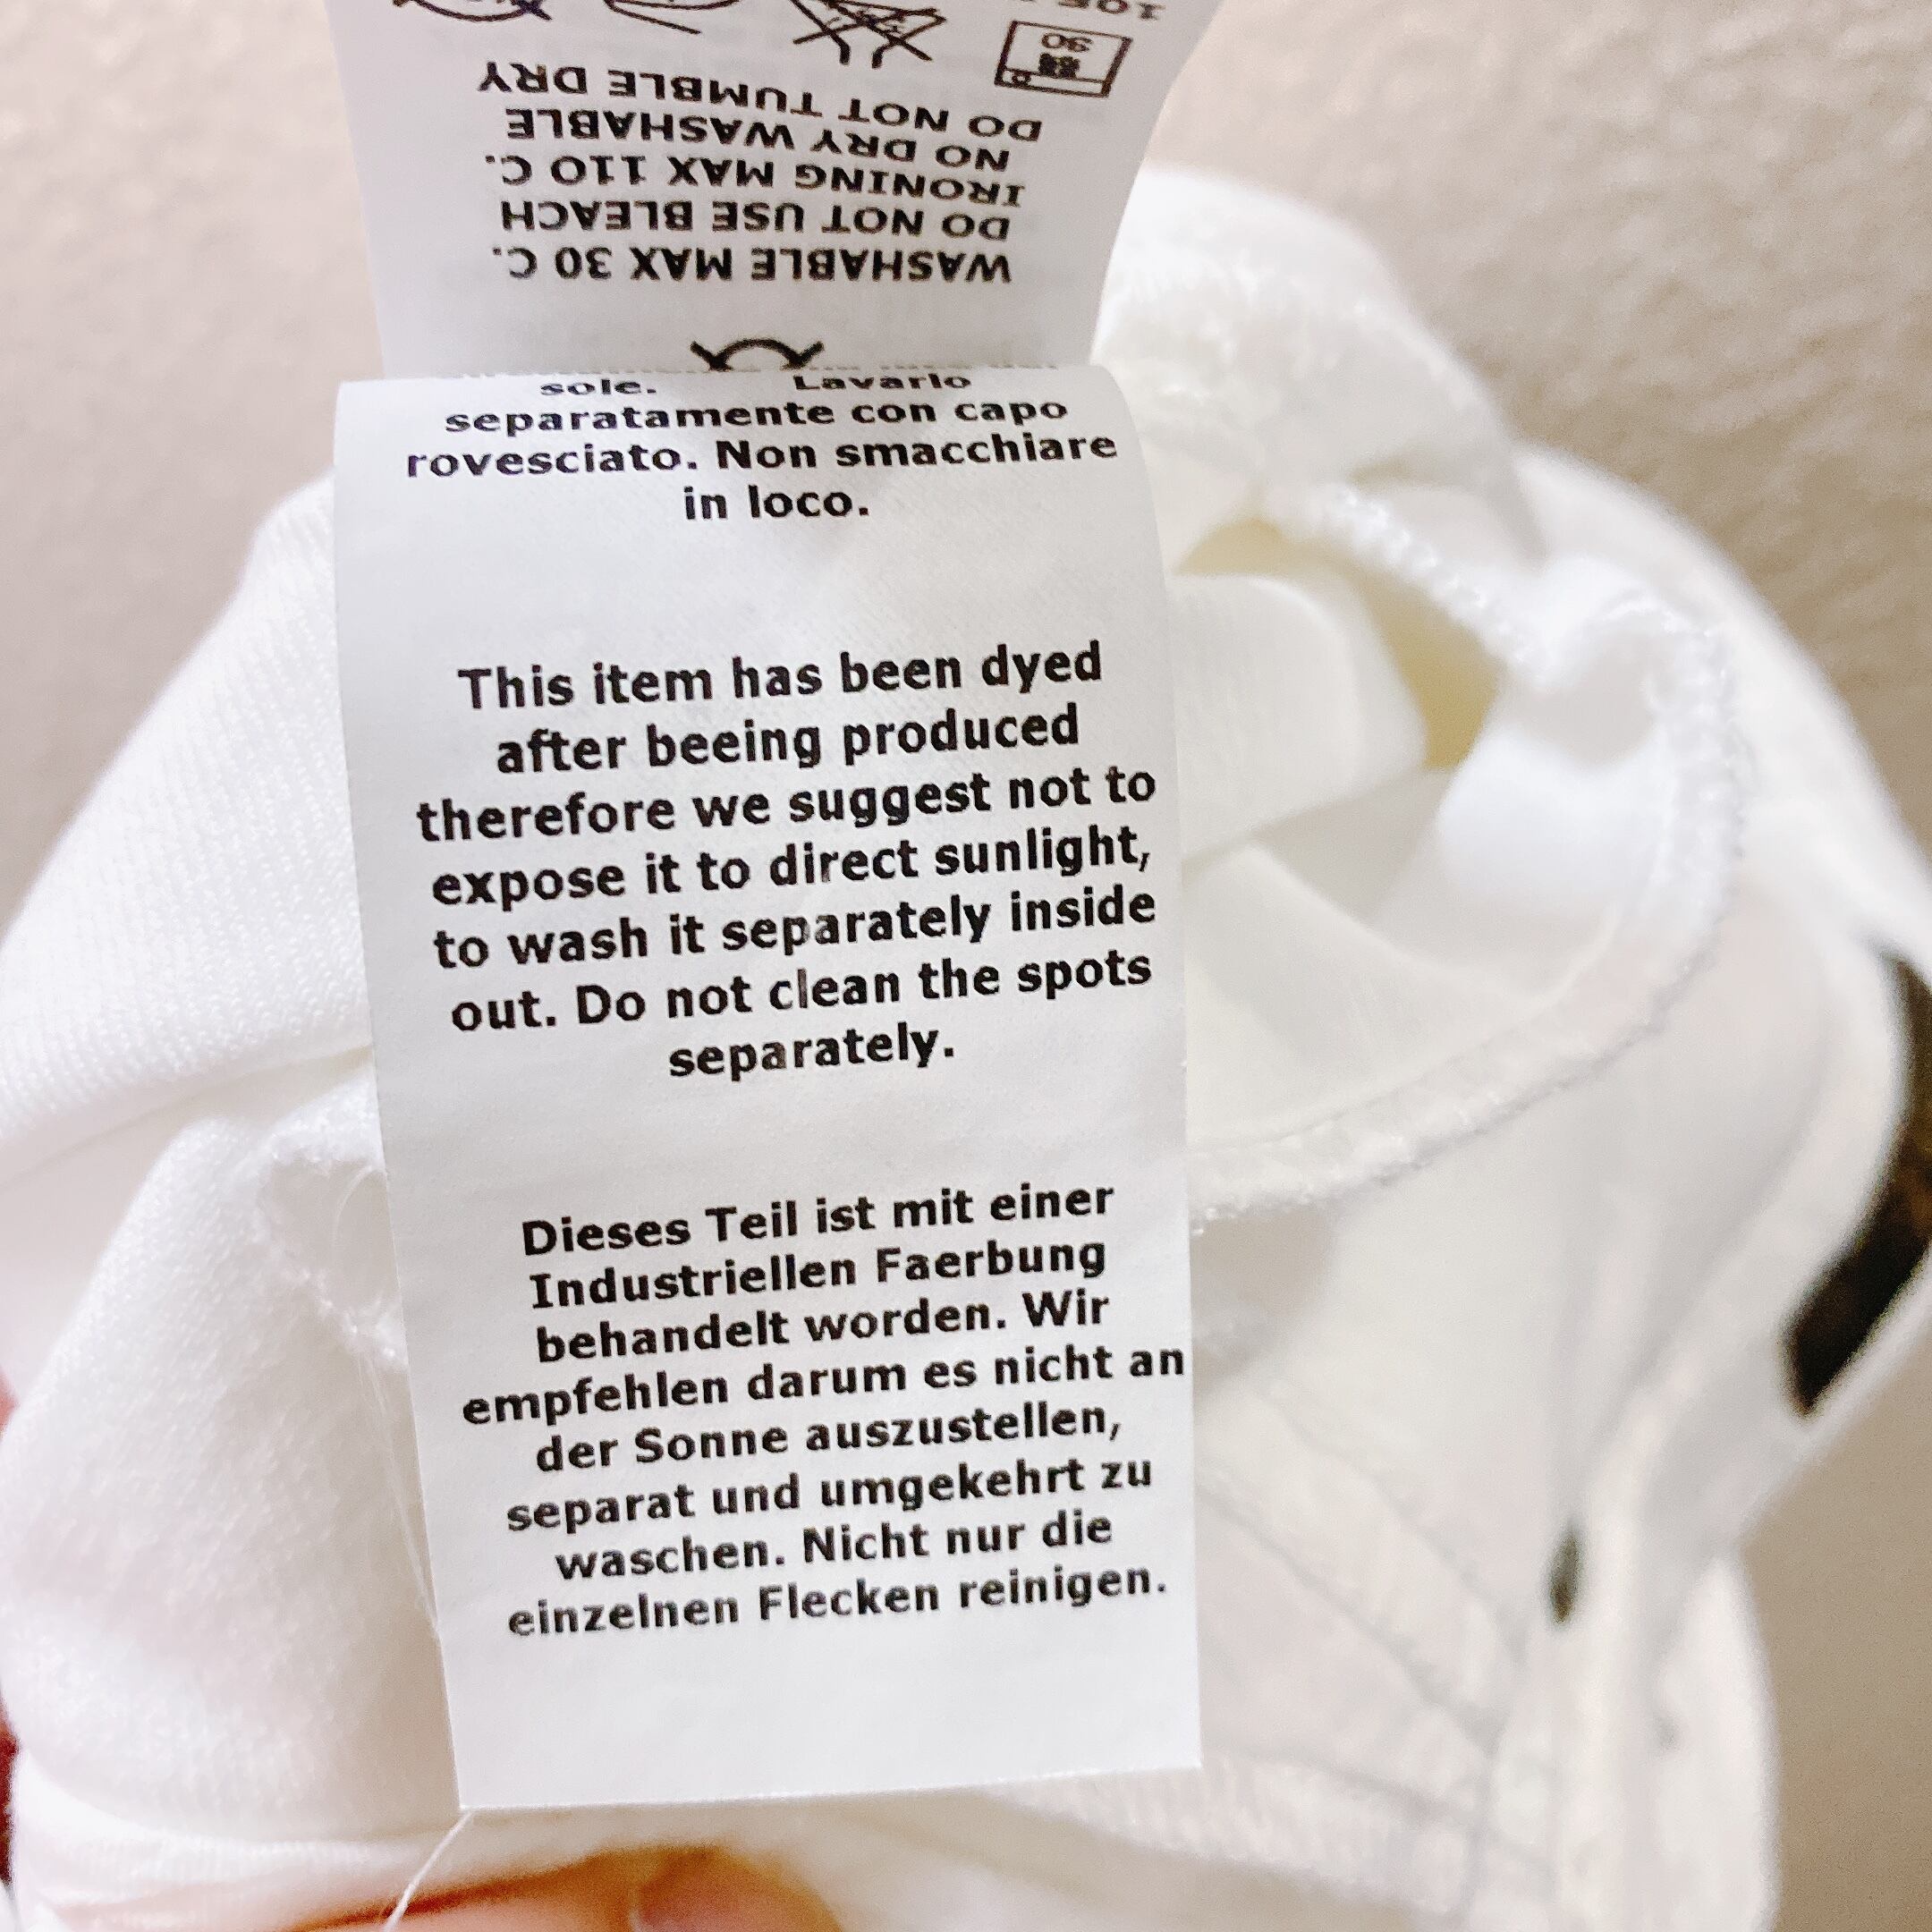 WASHABLE MAX 30 C.
DO NOT USE BLEACH
IRONING MAX 110 C.
NO DRY WASHABLE
DO NOT TUMBLE DRY
30
sole. Lavarlo
separatamente con capo
rovesciato. Non smacchiare
in loco.
This item has been dyed
after beeing produced
therefore we suggest not to
expose it to direct sunlight,
to wash it separately inside
out. Do not clean the spots
separately.
Dieses Teil ist mit einer
Industriellen Faerbung
behandelt worden. Wir
empfehlen darum es nicht an
der Sonne auszustellen,
separat und umgekehrt zu
waschen. Nicht nur die
einzelnen Flecken reinigen.